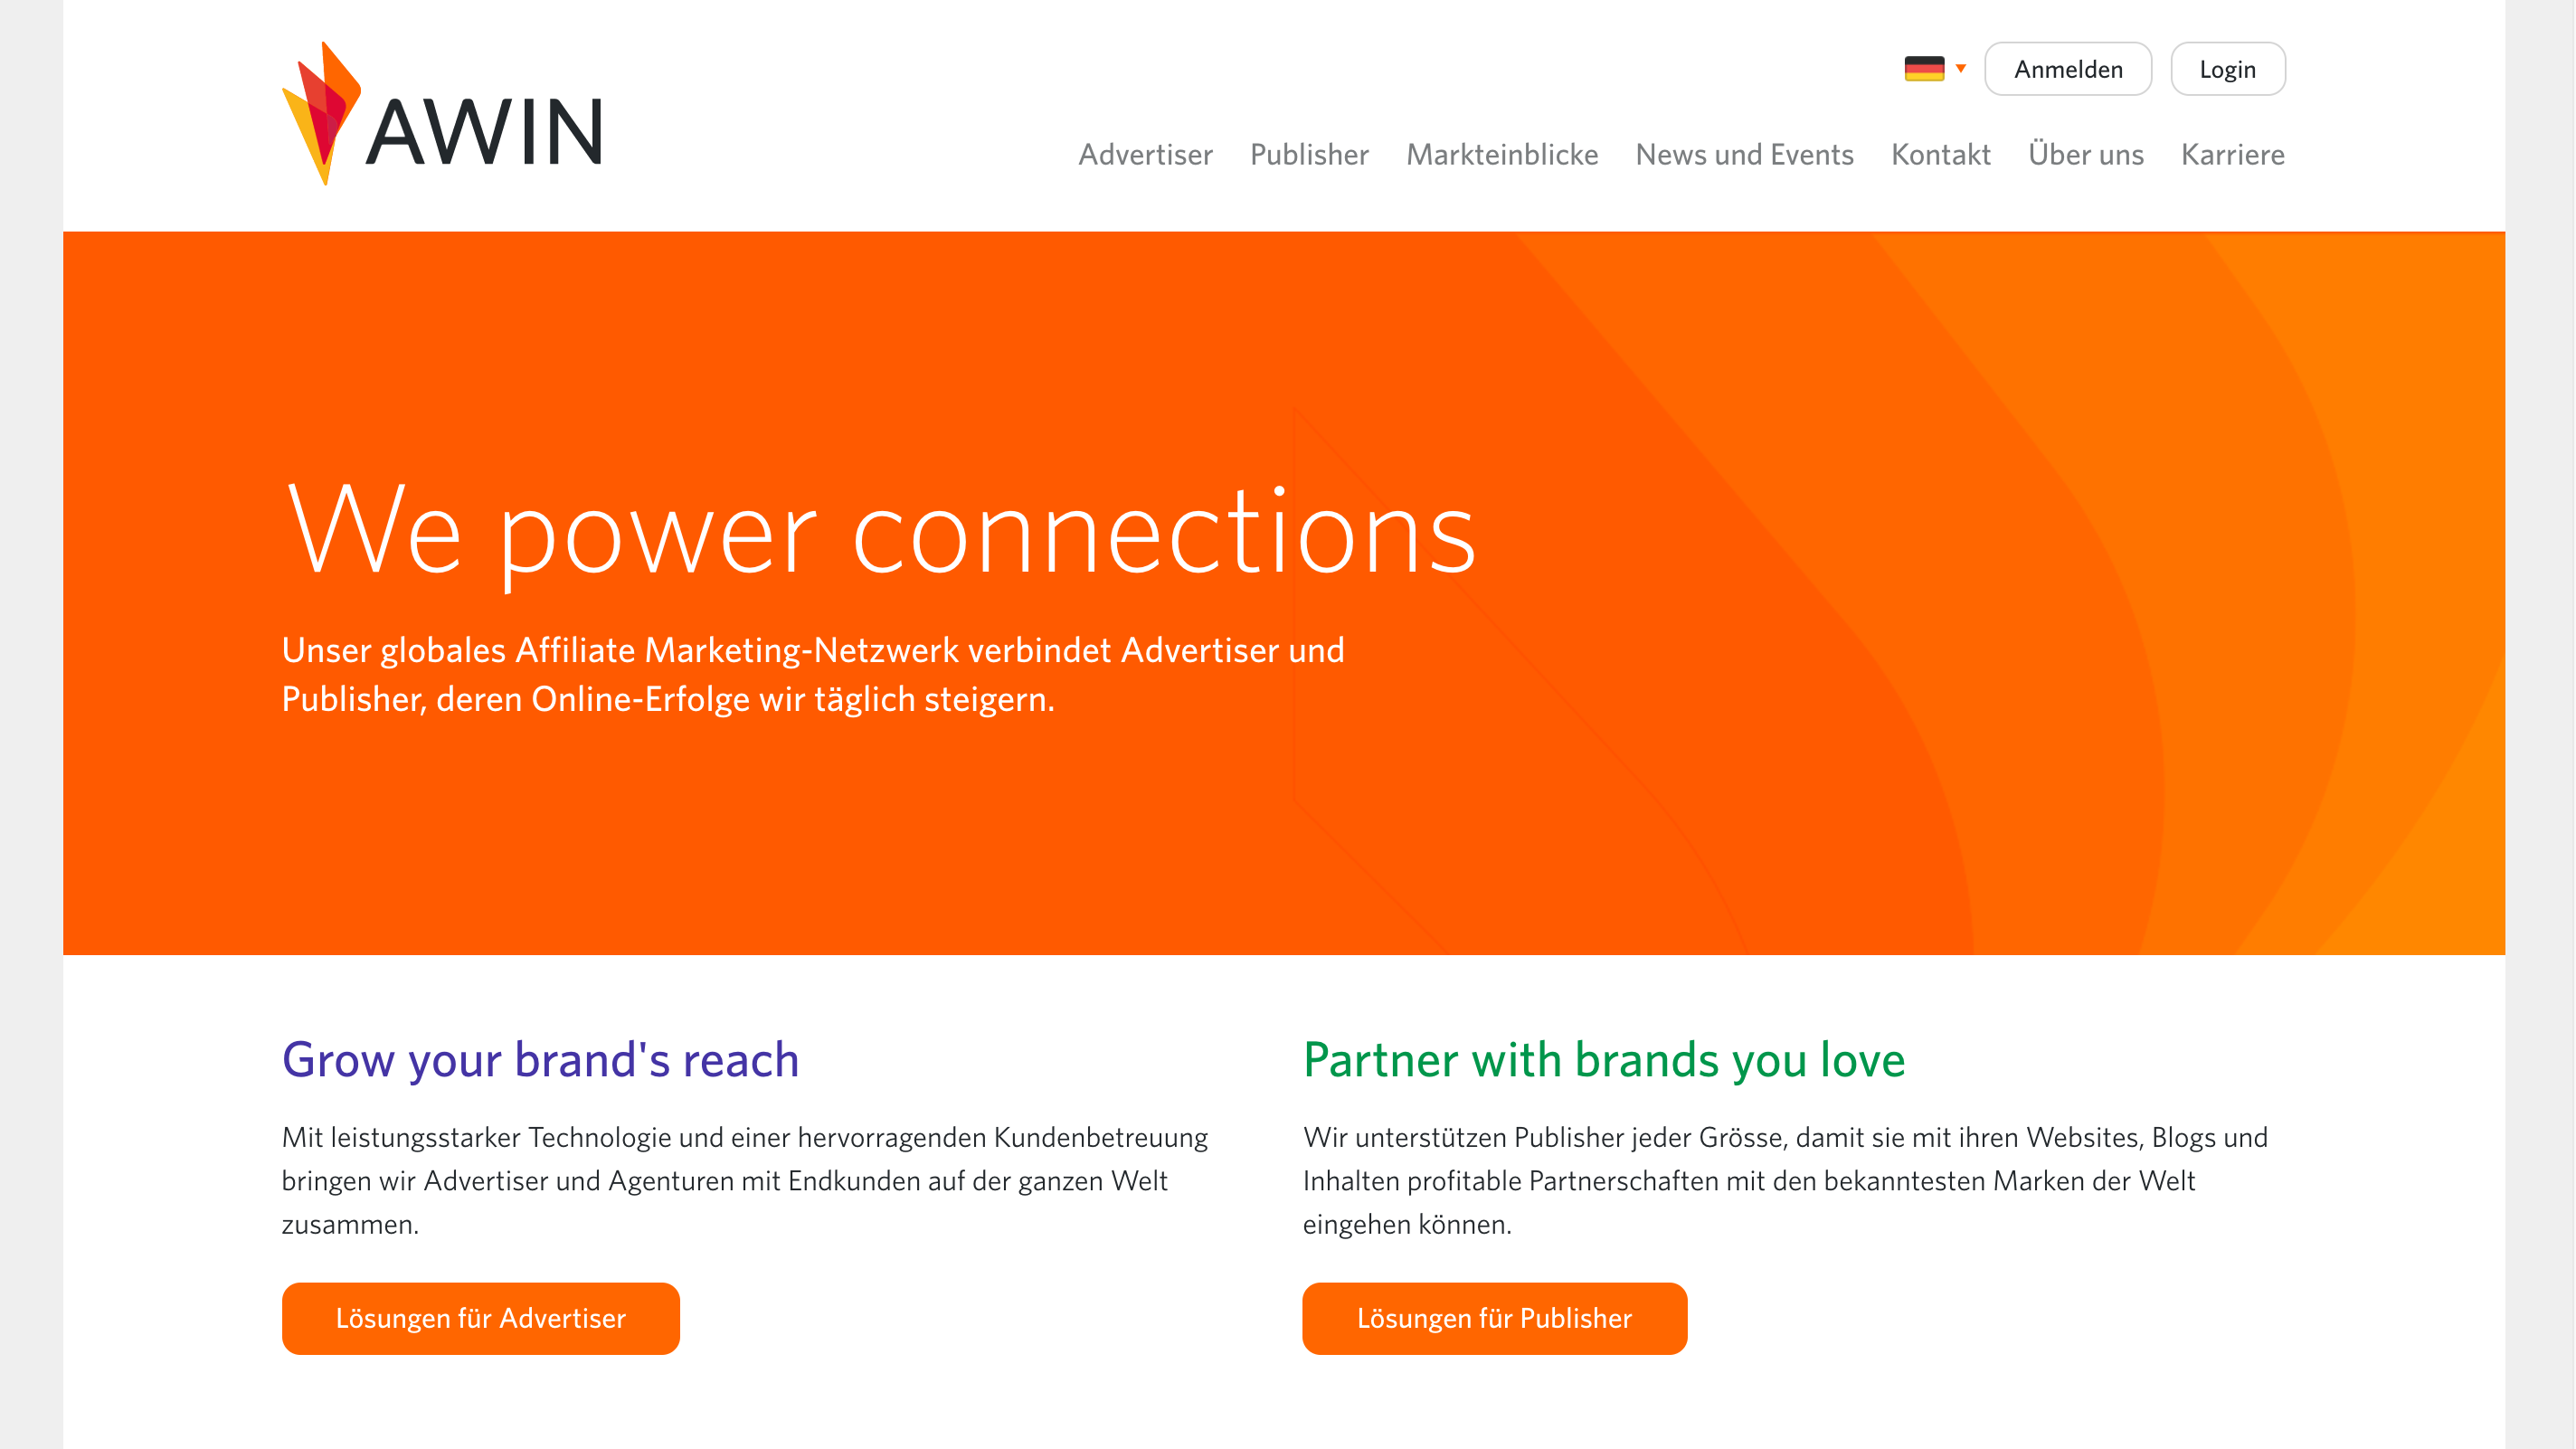 AWIN
Anmelden
Login
Advertiser
Publisher
Markteinblicke
News und Events
Kontakt
Über uns
Karriere
We power connections
Unser globales Affiliate Marketing-Netzwerk verbindet Advertiser und
Publisher, deren Online-Erfolge wir täglich steigern.
Grow your brand's reach
Mit leistungsstarker Technologie und einer hervorragenden Kundenbetreuung
bringen wir Advertiser und Agenturen mit Endkunden auf der ganzen Welt
zusammen.
Lösungen für Advertiser
Partner with brands you love
Wir unterstützen Publisher jeder Grösse, damit sie mit ihren Websites, Blogs und
Inhalten profitable Partnerschaften mit den bekanntesten Marken der Welt
eingehen können.
Lösungen für Publisher